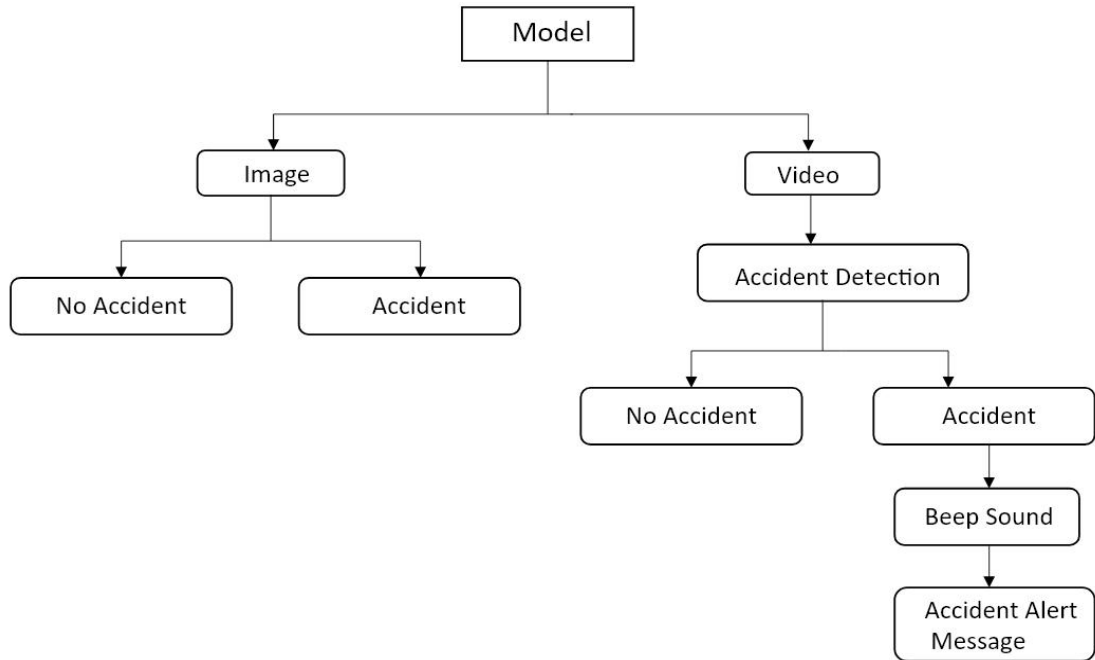 Model
Image
Video
No Accident
Accident
Accident Detection
No Accident
Accident
Beep Sound
Accident Alert
Message